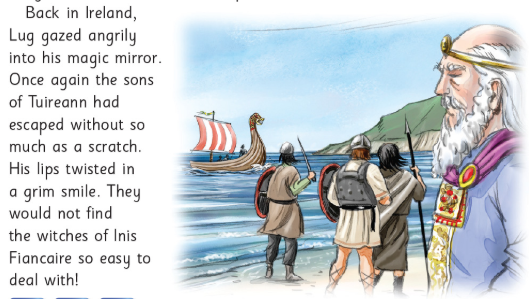 Back in Ireland,
Lug gazed angrily
into his magic mirror.
Once again the sons
of Tuireann had
escaped without so
much as a scratch.
His lips twisted in
a grim smile. They
would not find
the witches of Inis
Fiancaire so easy to
deal with!